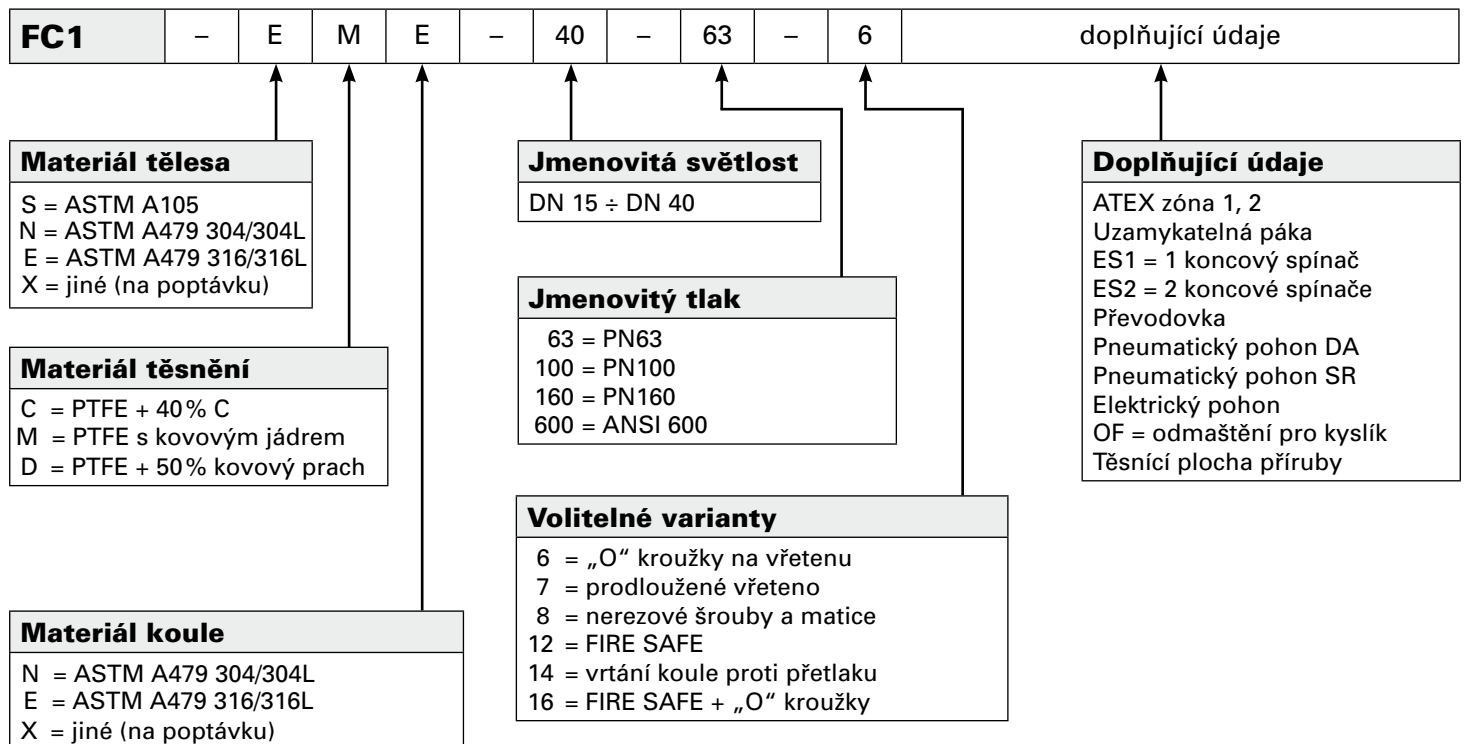 FC1 – E M E – 40 – 63 – 6 doplňující údaje
Materiál tělesa
S = ASTM A105
N = ASTM A479 304/304L
E = ASTM A479 316/316L
X = jiné (na poptávku)
Materiál těsnění
C = PTFE + 40% C
M = PTFE s kovovým jádrem
D = PTFE + 50% kovový prach
Materiál koule
N = ASTM A479 304/304L
E = ASTM A479 316/316L
X = jiné (na poptávku)
Jmenovitá světlost
DN 15 ÷ DN 40
Jmenovitý tlak
63 = PN63
100 = PN100
160 = PN160
600 = ANSI 600
Volitelné varianty
6 = „O“ kroužky na vřetenu
7 = prodloužené vřeteno
8 = nerezové šrouby a matice
12 = FIRE SAFE
14 = vrtání koule proti přetlaku
16 = FIRE SAFE + „O“ kroužky
Doplňující údaje
ATEX zóna 1, 2
Uzamykatelná páka
ES1 = 1 koncový spínač
ES2 = 2 koncové spínače
Převodovka
Pneumatický pohon DA
Pneumatický pohon SR
Elektrický pohon
OF = odmaštění pro kyslík
Těsnící plocha příruby